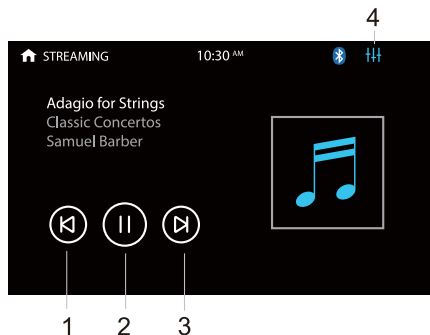 4
STREAMING 10:30 AM
Adagio for Strings
Classic Concertos
Samuel Barber
1 2 3